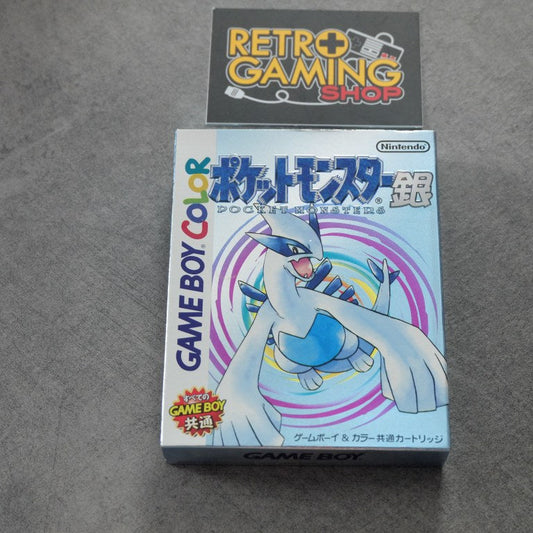 RETRO
GAMING
SHOP
Nintendo
ポケットモンスター銀
POCKET MONSTERS
GAME BOY COLOR
すべての
GAME BOY
共通
ゲームボーイ & カラー共通カートリッジ
GAME BOY